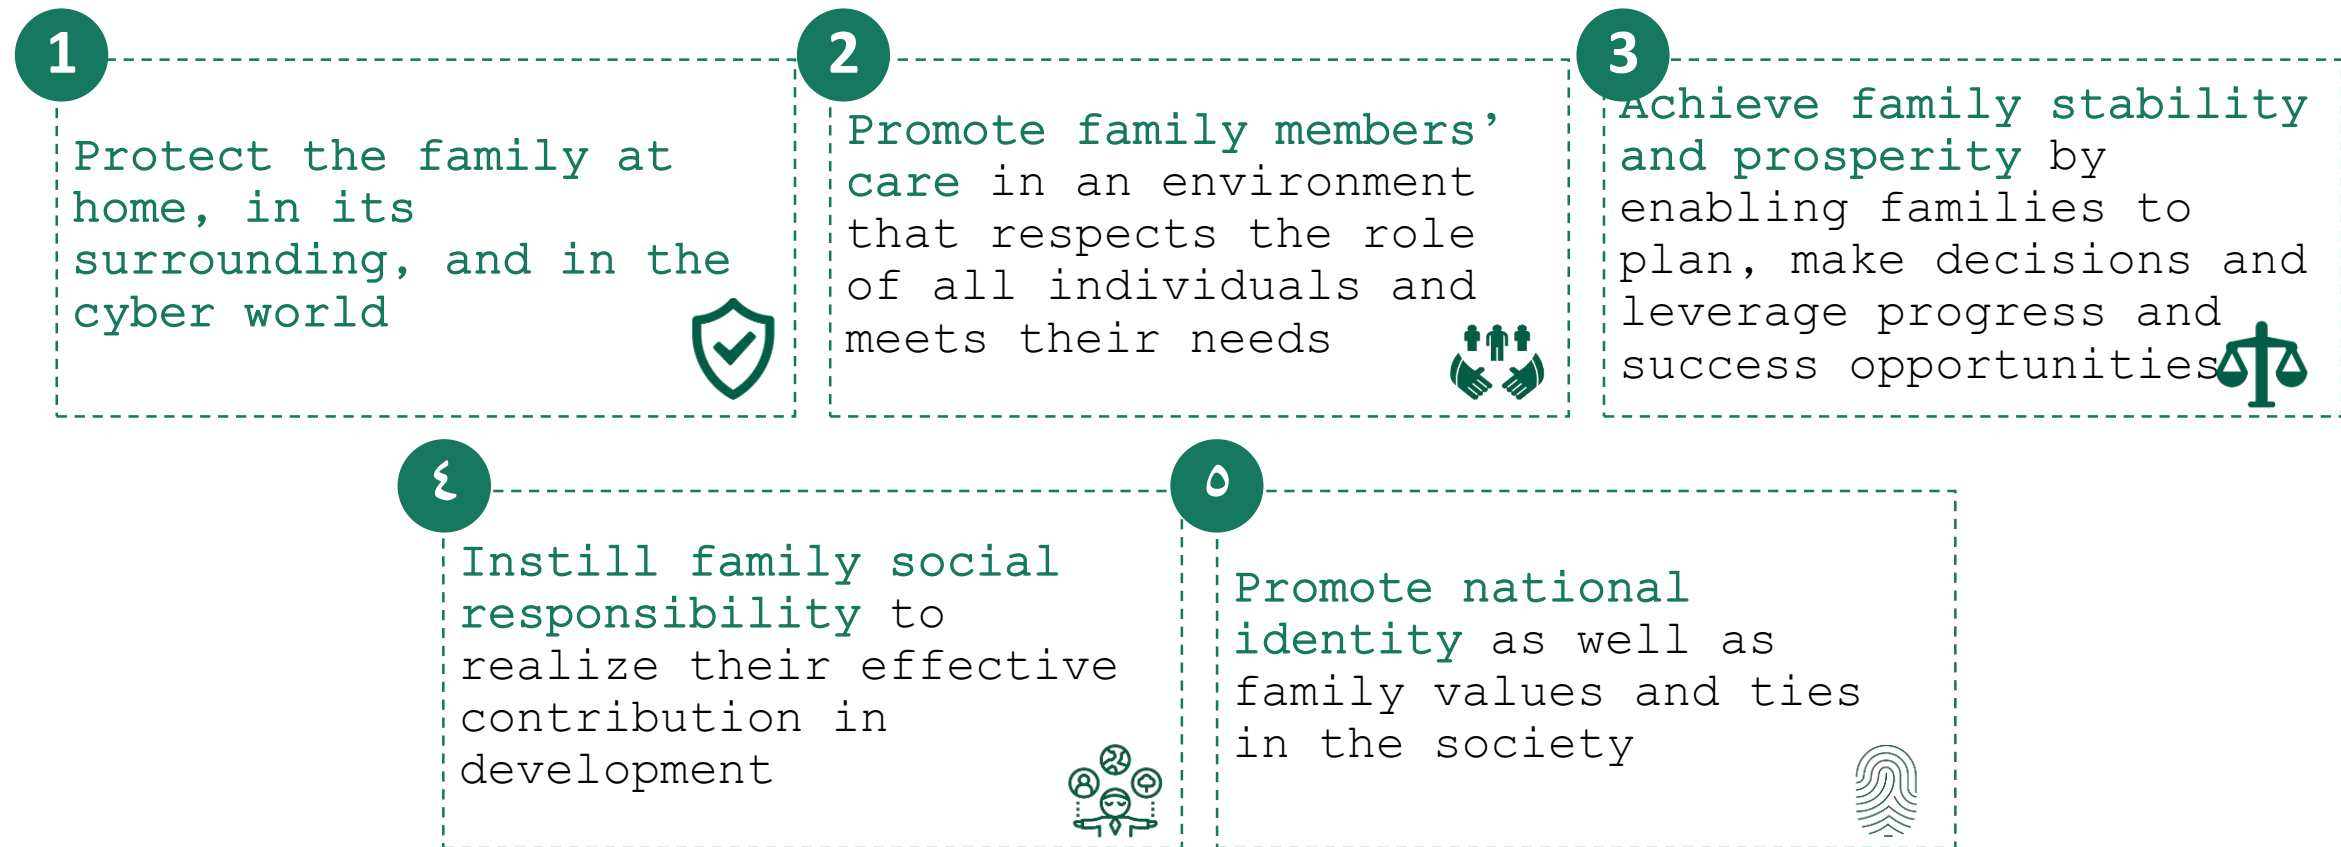 1
Protect the family at
home, in its
surrounding, and in the
cyber world
2
Promote family members’
care in an environment
that respects the role
of all individuals and
meets their needs
3
Achieve family stability
and prosperity by
enabling families to
plan, make decisions and
leverage progress and
success opportunities
٤
Instill family social
responsibility to
realize their effective
contribution in
development
٥
Promote national
identity as well as
family values and ties
in the society